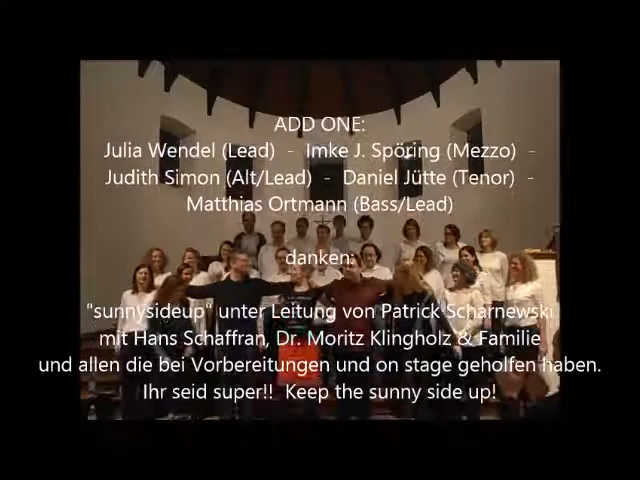 ADD ONE:
Julia Wendel (Lead)  -  Imke J. Spöring (Mezzo)  -
Judith Simon (Alt/Lead)  -  Daniel Jütte (Tenor)  -
Matthias Ortmann (Bass/Lead)
danken:
"sunnysideup" unter Leitung von Patrick Scharnewski
mit Hans Schaffran, Dr. Moritz Klingholz & Familie
und allen die bei Vorbereitungen und on stage geholfen haben.
Ihr seid super!!  Keep the sunny side up!